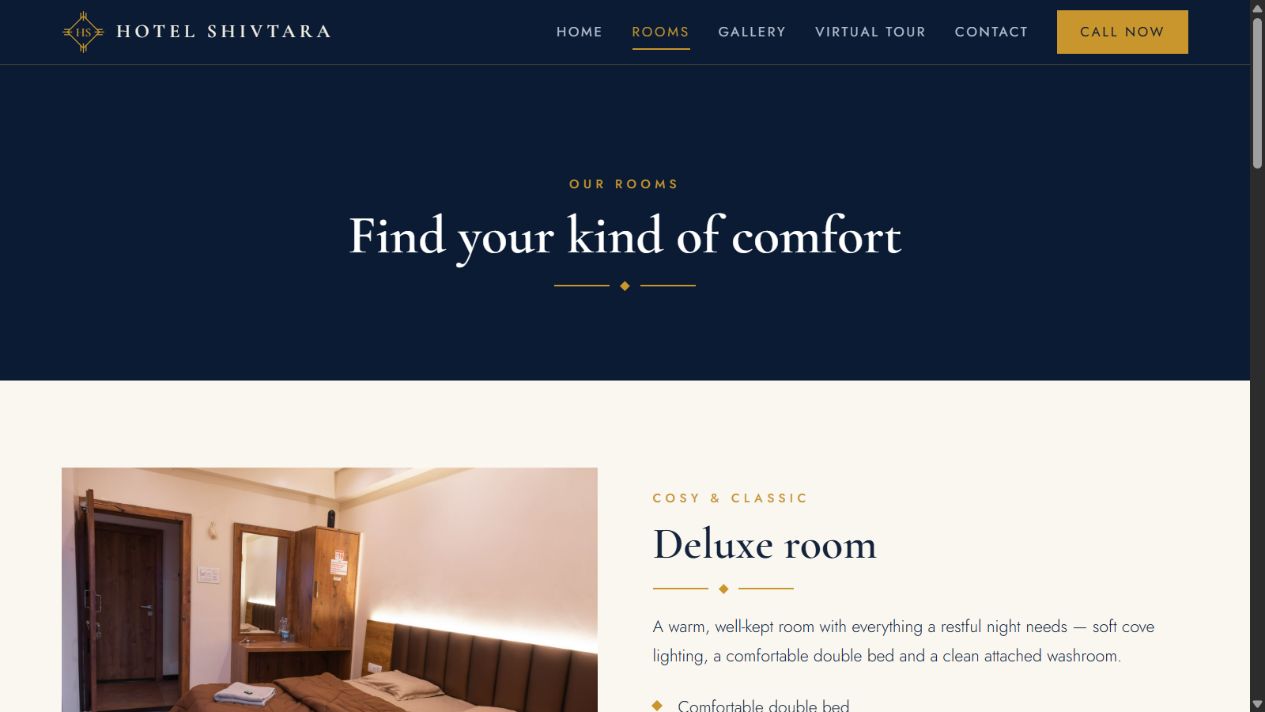 HS
HOTEL SHIVTARA
HOME
ROOMS
GALLERY
VIRTUAL TOUR
CONTACT
CALL NOW
OUR ROOMS
Find your kind of comfort
COSY & CLASSIC
Deluxe room
A warm, well-kept room with everything a restful night needs — soft cove
lighting, a comfortable double bed and a clean attached washroom.
Comfortable double bed